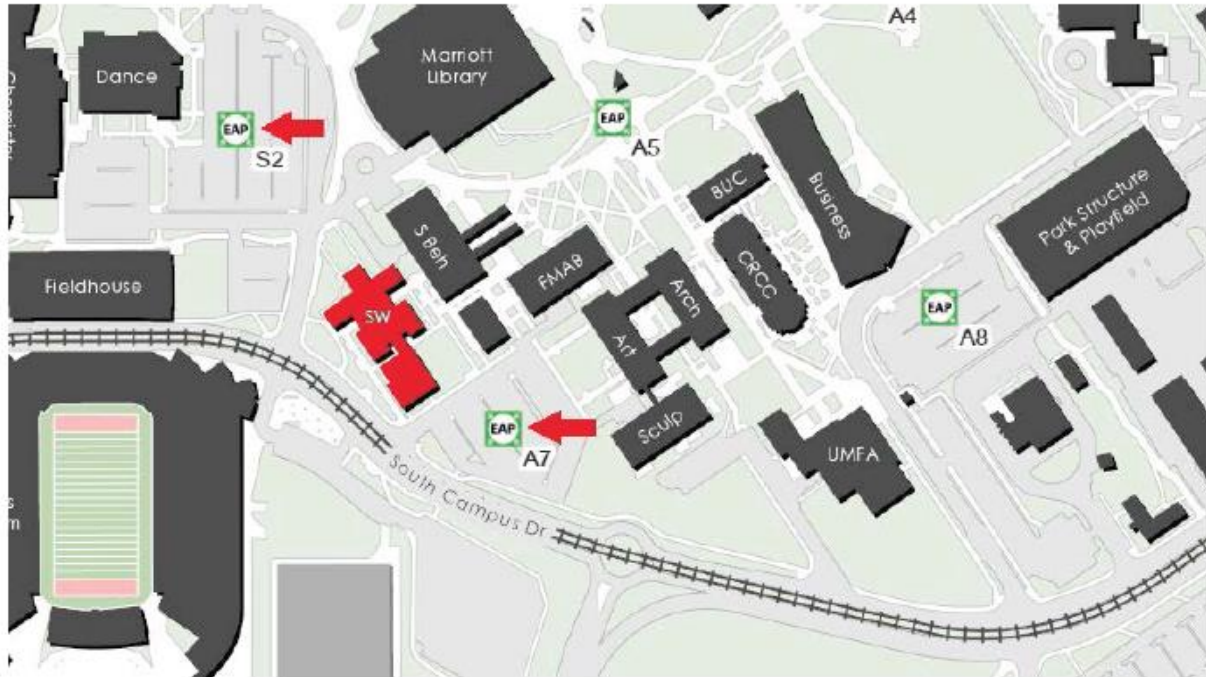 A4
Dance
Marriott
Library
EAP
S2
EAP
A5
BUC
Business
Park Structure
& Playfield
S Beh
FMAB
Arch
CRCC
Fieldhouse
SW
Art
EAP
A8
EAP
A7
Sculp
UMFA
South Campus Dr